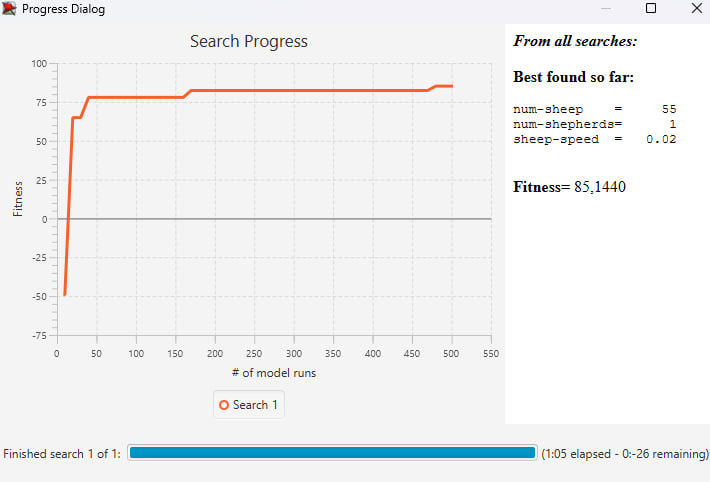 Progress Dialog
Search Progress
100
75
50
25
0
-25
-50
-75
Fitness
0 50 100 150 200 250 300 350 400 450 500 550
# of model runs
Search 1
From all searches:
Best found so far:
num-sheep    =     55
num-shepherds=      1
sheep-speed  =   0.02
Fitness= 85,1440
Finished search 1 of 1: (1:05 elapsed - 0:-26 remaining)